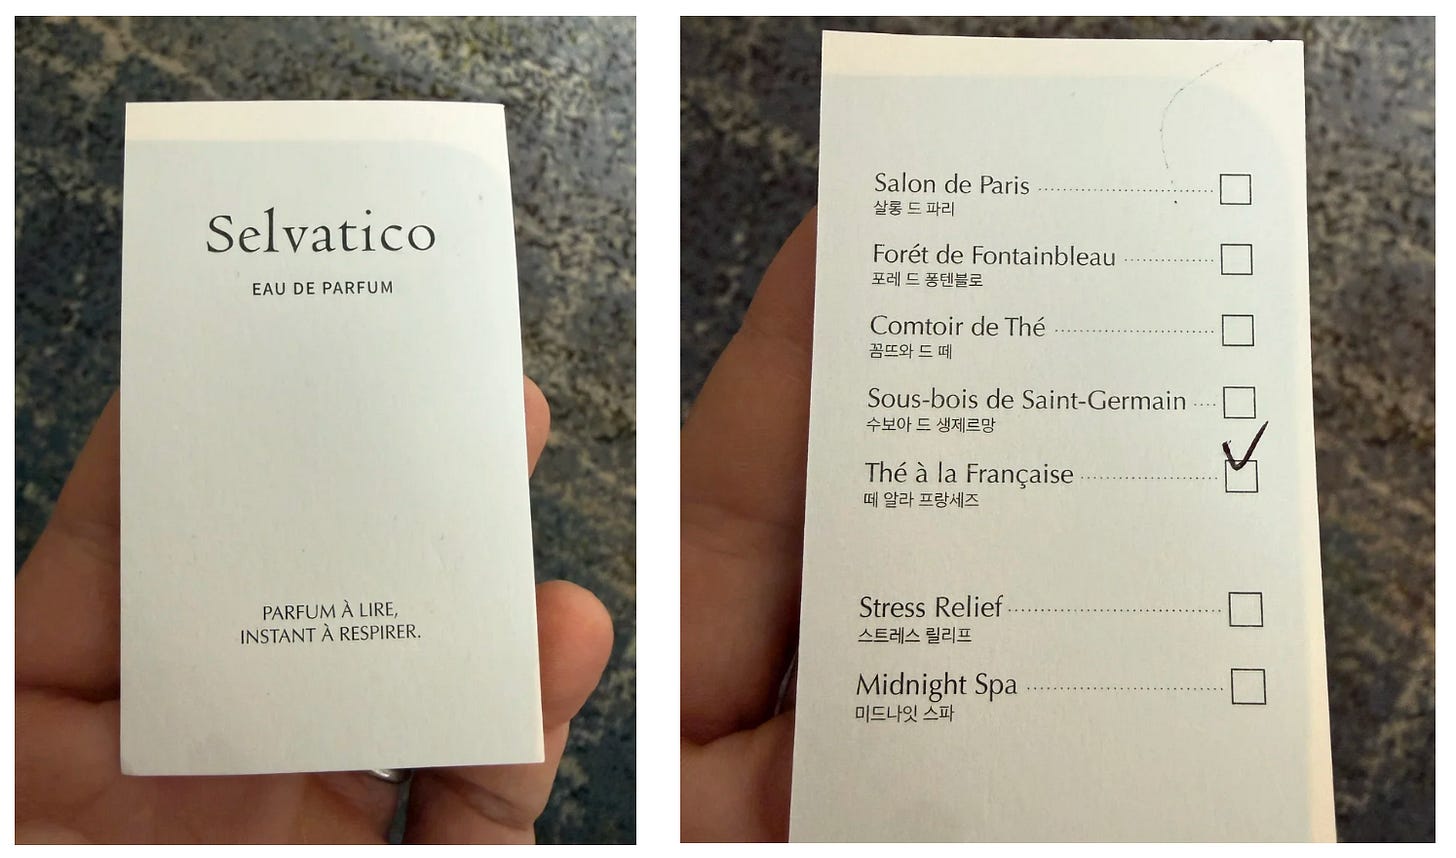 Selvatico
EAU DE PARFUM
PARFUM À LIRE,
INSTANT À RESPIRER.
Salon de Paris
살롱 드 파리
Forét de Fontainbleau
포레 드 퐁텐블로
Comtoir de Thé
꼼뜨와 드 떼
Sous-bois de Saint-Germain
수보아 드 생제르망
Thé à la Française
떼 알라 프랑세즈
Stress Relief
스트레스 릴리프
Midnight Spa
미드나잇 스파